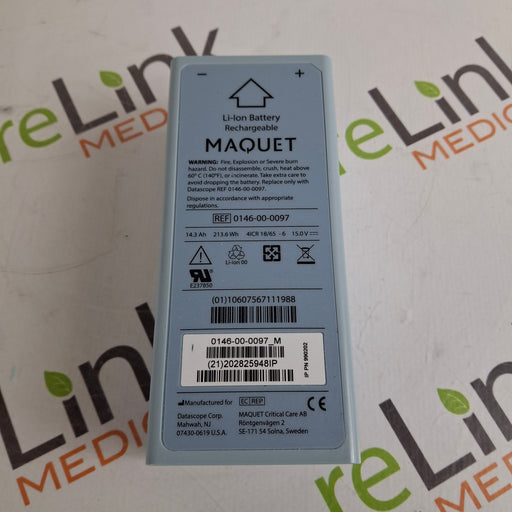 − +
Li-Ion Battery
Rechargeable
MAQUET
WARNING: Fire, Explosion or Severe burn
hazard. Do not disassemble, crush, heat above
60° C (140°F), or incinerate. Take extra care to
avoid dropping the battery. Replace only with
Datascope REF 0146-00-0097.
Dispose in accordance with appropriate
regulations.
REF 0146-00-0097
14.3 Ah 213.6 Wh 4ICR 18/65 - 6 15.0 V
Li-Ion 00
E237850
(01)10607567111988
0146-00-0097_M
(21)202825948IP
IP PN 990202
Manufactured for
EC REP
CE
Datascope Corp.
Mahwah, NJ
07430-0619 U.S.A.
MAQUET Critical Care AB
Röntgenvägen 2
SE-171 54 Solna, Sweden
reLink
MEDICAL